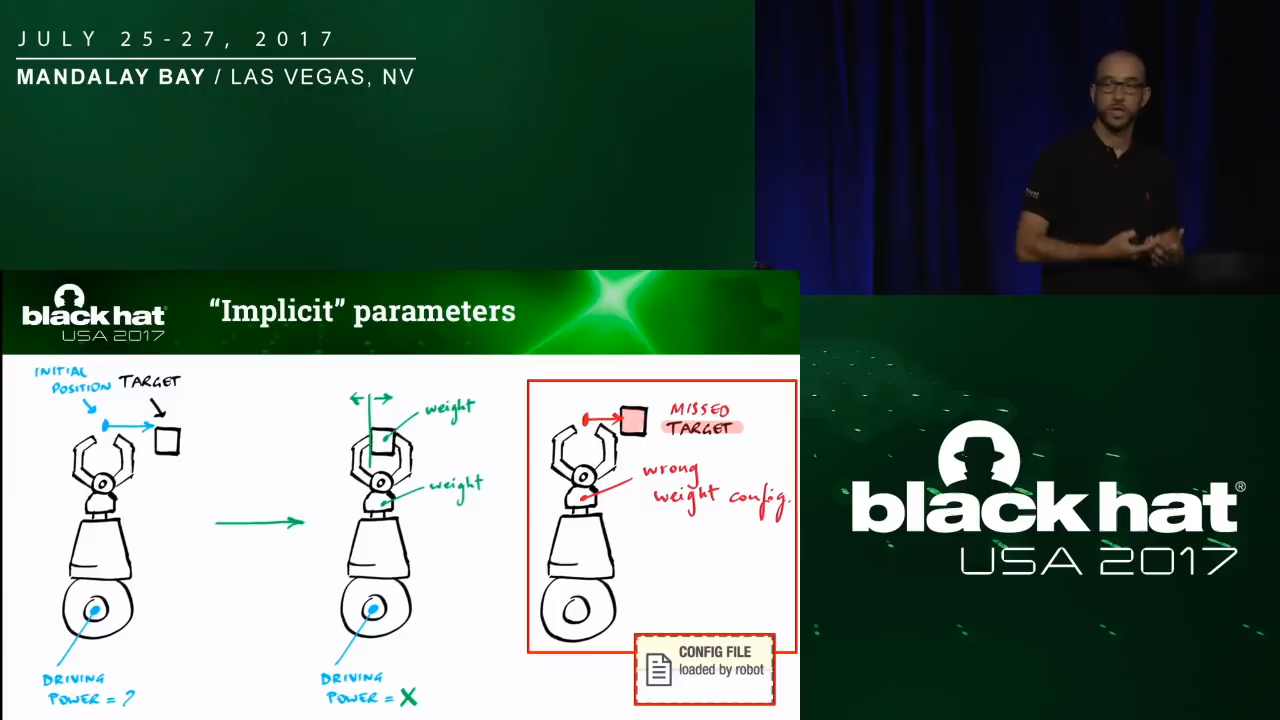 JULY 25-27, 2017
MANDALAY BAY / LAS VEGAS, NV
black hat
USA 2017
"Implicit" parameters
INITIAL
POSITION
TARGET
DRIVING
POWER = ?
weight
weight
DRIVING
POWER = X
MISSED
TARGET
wrong
weight config.
CONFIG FILE
loaded by robot
black hat®
USA 2017